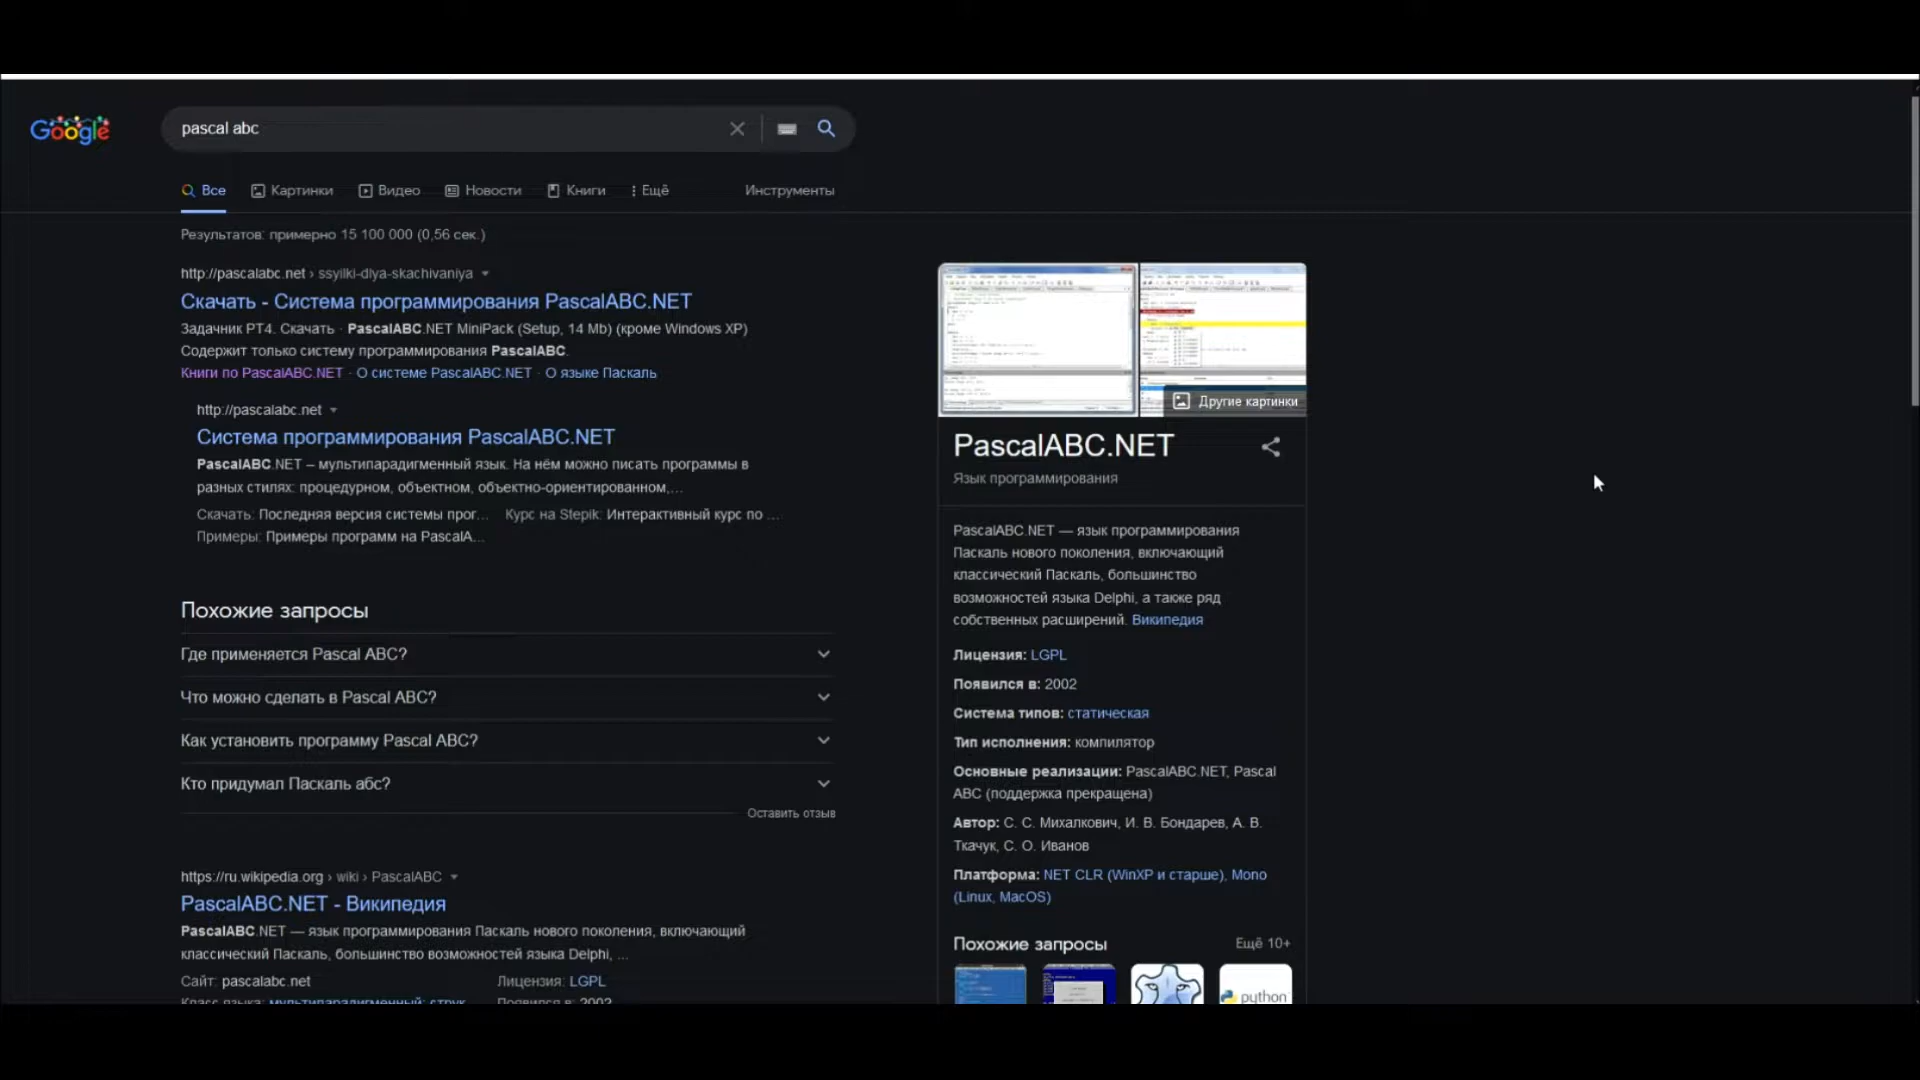 Google
pascal abc
Все Картинки Видео Новости Книги Ещё Инструменты
Результатов: примерно 15 100 000 (0,56 сек.)
http://pascalabc.net › ssyilki-dlya-skachivaniya
Скачать - Система программирования PascalABC.NET
Задачник PT4. Скачать · PascalABC.NET MiniPack (Setup, 14 Mb) (кроме Windows XP)
Содержит только систему программирования PascalABC.
Книги по PascalABC.NET · О системе PascalABC.NET · О языке Паскаль
http://pascalabc.net
Система программирования PascalABC.NET
PascalABC.NET – мультипарадигменный язык. На нём можно писать программы в
разных стилях: процедурном, объектном, объектно-ориентированном,...
Скачать: Последняя версия системы прог... Курс на Stepik: Интерактивный курс по ...
Примеры: Примеры программ на PascalA...
Похожие запросы
Где применяется Pascal ABC?
Что можно сделать в Pascal ABC?
Как установить программу Pascal ABC?
Кто придумал Паскаль абс?
Оставить отзыв
https://ru.wikipedia.org › wiki › PascalABC
PascalABC.NET - Википедия
PascalABC.NET — язык программирования Паскаль нового поколения, включающий
классический Паскаль, большинство возможностей языка Delphi, ...
Сайт: pascalabc.net Лицензия: LGPL
Класс языка: мультипарадигменный: струк Появился в: 2002
Другие картинки
PascalABC.NET
Язык программирования
PascalABC.NET — язык программирования
Паскаль нового поколения, включающий
классический Паскаль, большинство
возможностей языка Delphi, а также ряд
собственных расширений. Википедия
Лицензия: LGPL
Появился в: 2002
Система типов: статическая
Тип исполнения: компилятор
Основные реализации: PascalABC.NET, Pascal
ABC (поддержка прекращена)
Автор: С. С. Михалкович, И. В. Бондарев, А. В.
Ткачук, С. О. Иванов
Платформа: NET CLR (WinXP и старше), Mono
(Linux, MacOS)
Похожие запросы Ещё 10+
python